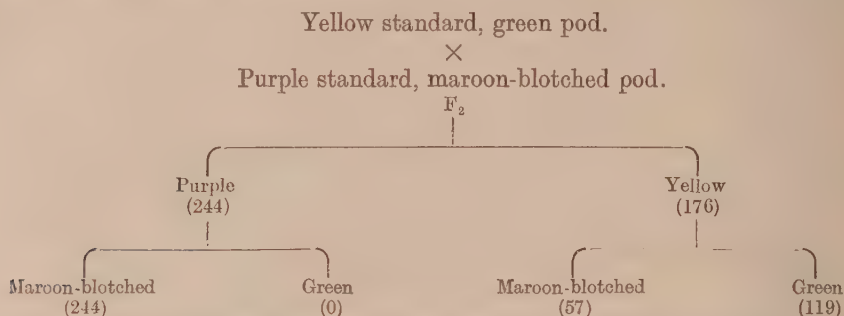 Yellow standard, green pod.
×
Purple standard, maroon-blotched pod.
F₂
Purple Yellow
(244) (176)
Maroon-blotched Green Maroon-blotched Green
(244) (0) (57) (119)